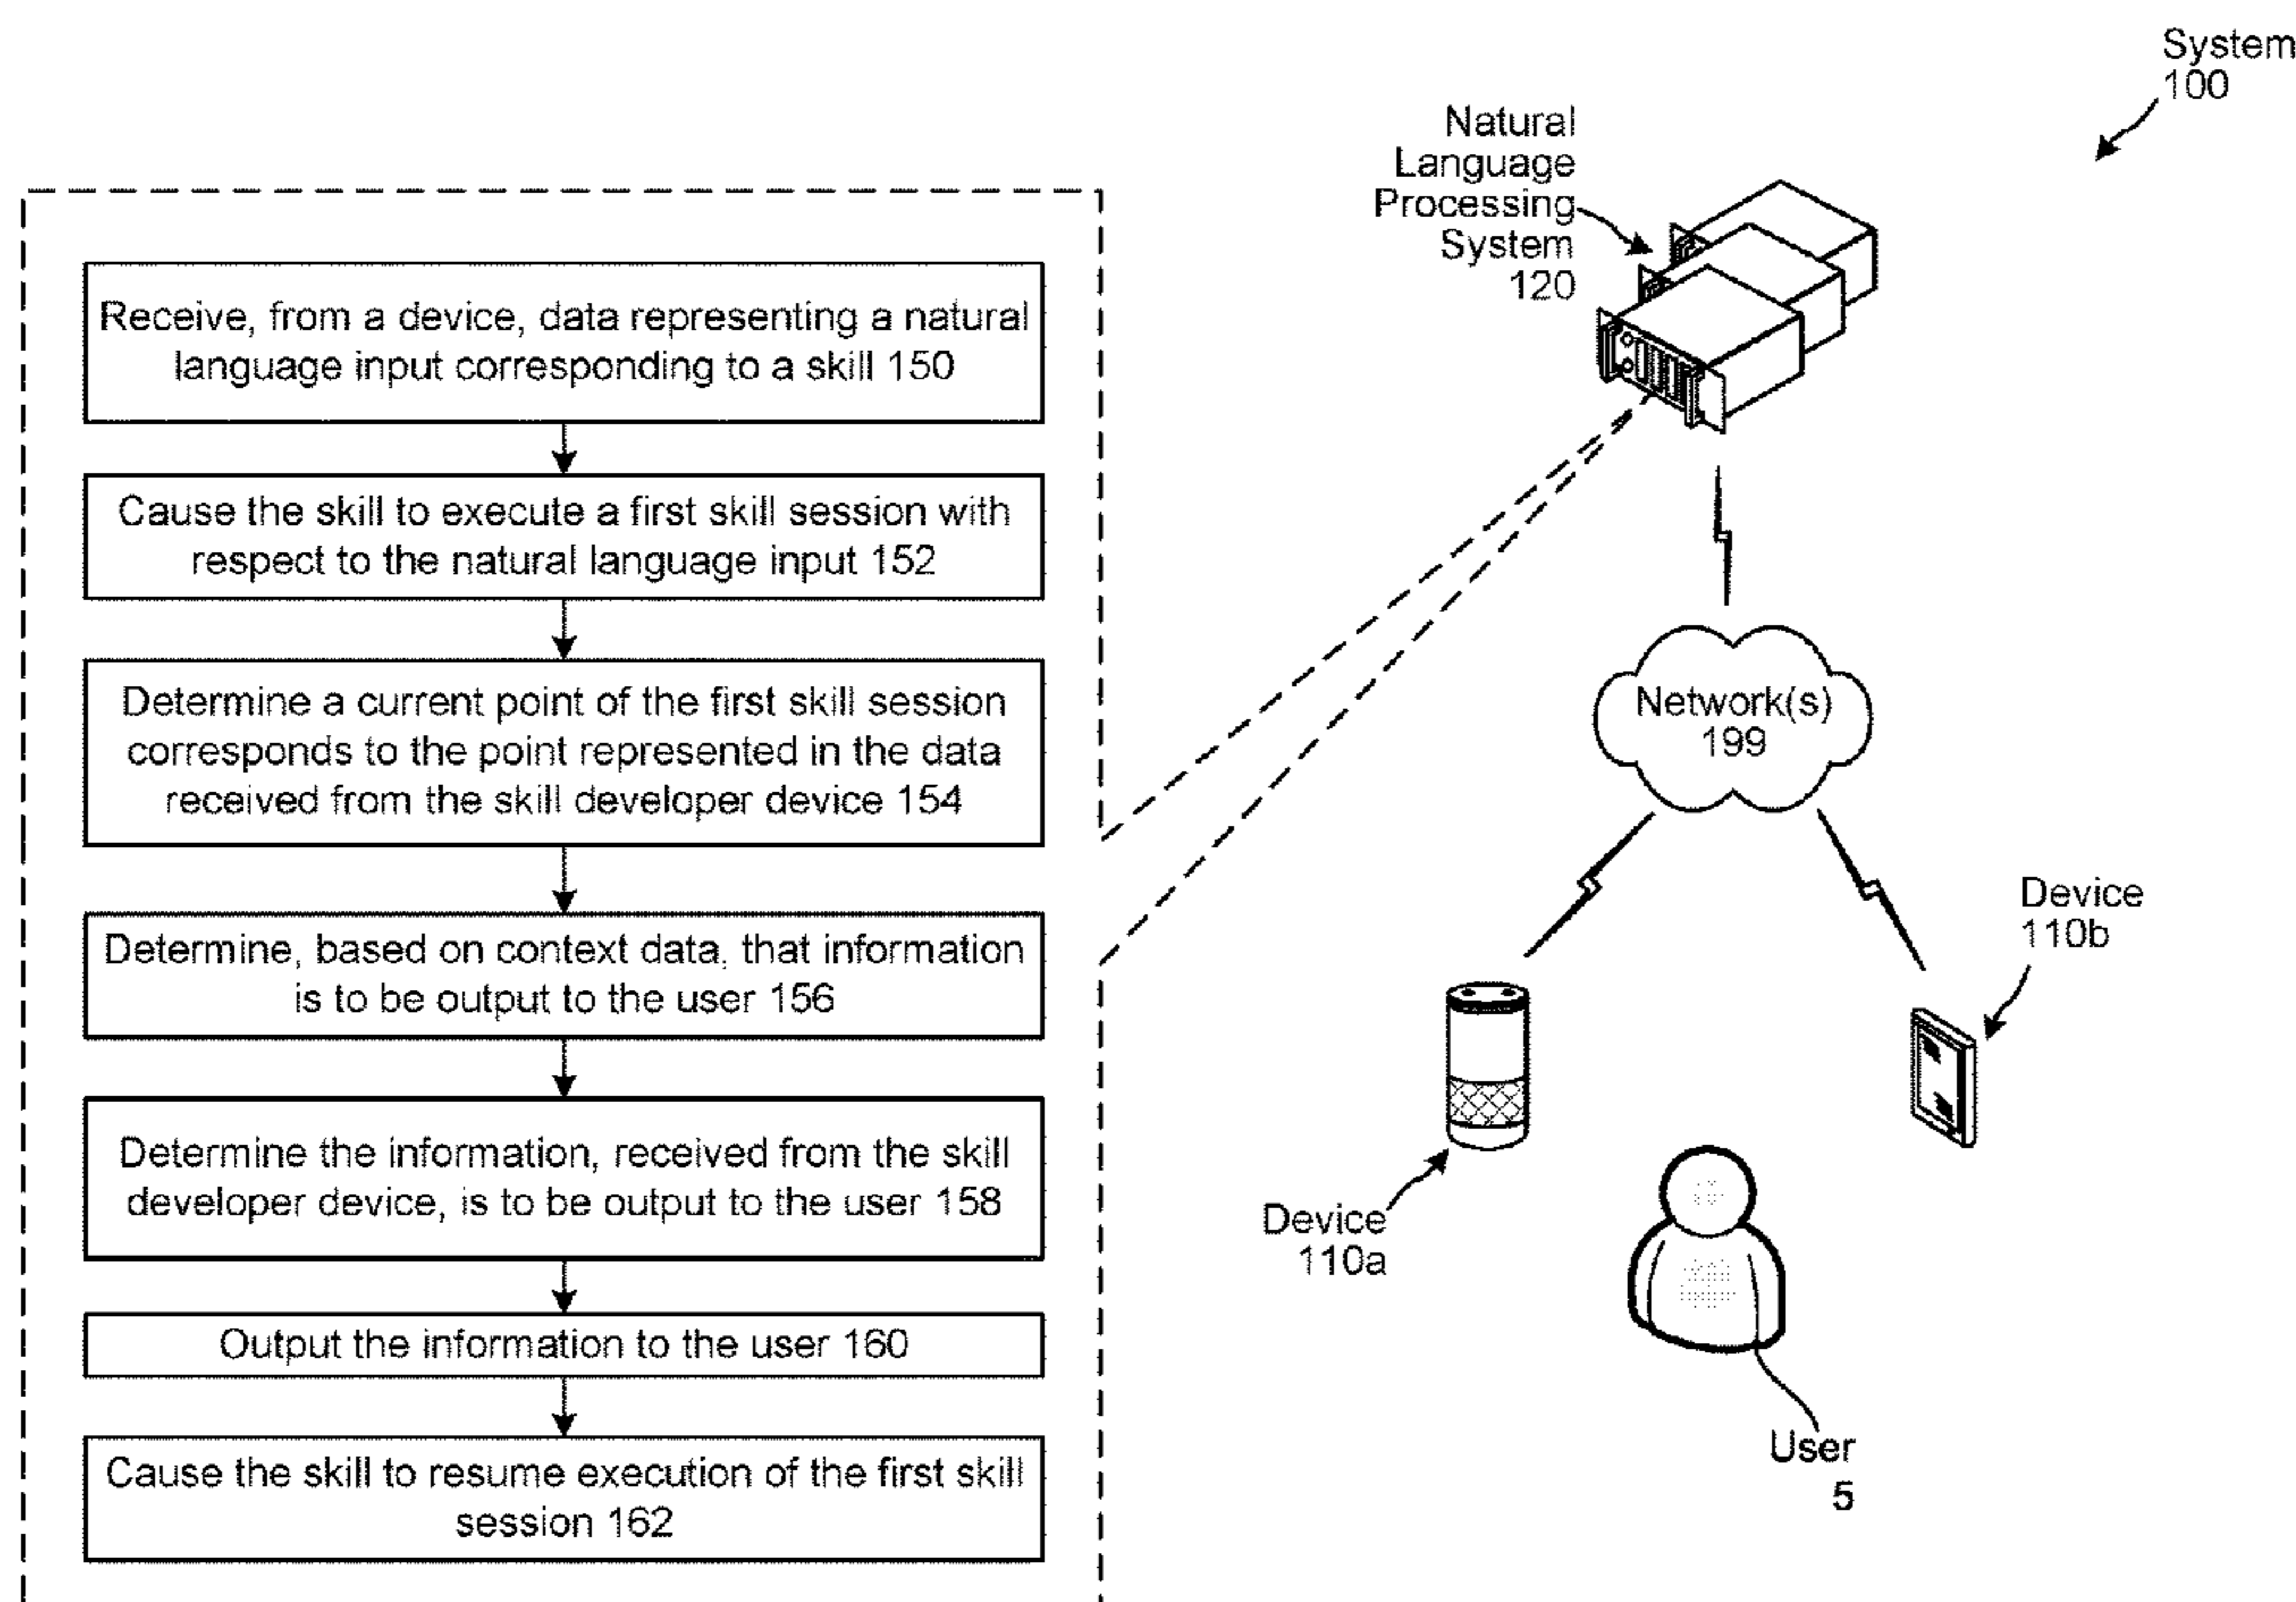 System
100
Natural
Language
Processing
System
120
Receive, from a device, data representing a natural
language input corresponding to a skill 150
Cause the skill to execute a first skill session with
respect to the natural language input 152
Determine a current point of the first skill session
corresponds to the point represented in the data
received from the skill developer device 154
Determine, based on context data, that information
is to be output to the user 156
Determine the information, received from the skill
developer device, is to be output to the user 158
Output the information to the user 160
Cause the skill to resume execution of the first skill
session 162
Network(s)
199
Device
110b
Device
110a
User
5